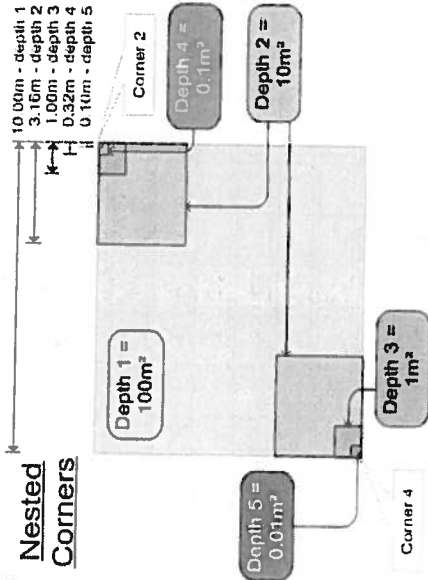 Nested
Corners
10.00m - depth 1
3.16m - depth 2
1.00m - depth 3
0.32m - depth 4
0.10m - depth 5
Corner 2
Depth 4 =
0.1m²
Depth 1 =
100m²
Depth 2 =
10m²
Depth 5 =
0.01m²
Depth 3 =
1m²
Corner 4